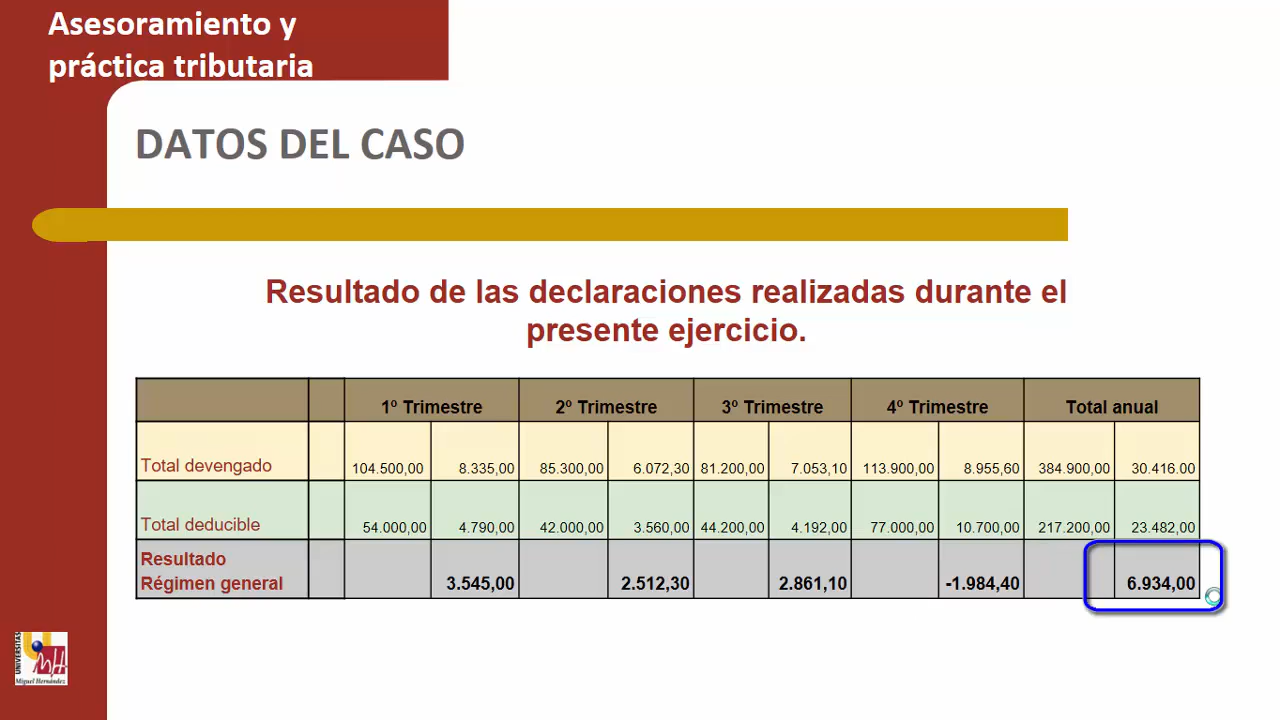 Asesoramiento y
práctica tributaria
DATOS DEL CASO
Resultado de las declaraciones realizadas durante el
presente ejercicio.
1º Trimestre 2º Trimestre 3º Trimestre 4º Trimestre Total anual
Total devengado 104.500,00 8.335,00 85.300,00 6.072,30 81.200,00 7.053,10 113.900,00 8.955,60 384.900,00 30.416.00
Total deducible 54.000,00 4.790,00 42.000,00 3.560,00 44.200,00 4.192,00 77.000,00 10.700,00 217.200,00 23.482,00
Resultado
Régimen general 3.545,00 2.512,30 2.861,10 -1.984,40 6.934,00
UNIVERSITAS
Miguel Hernández